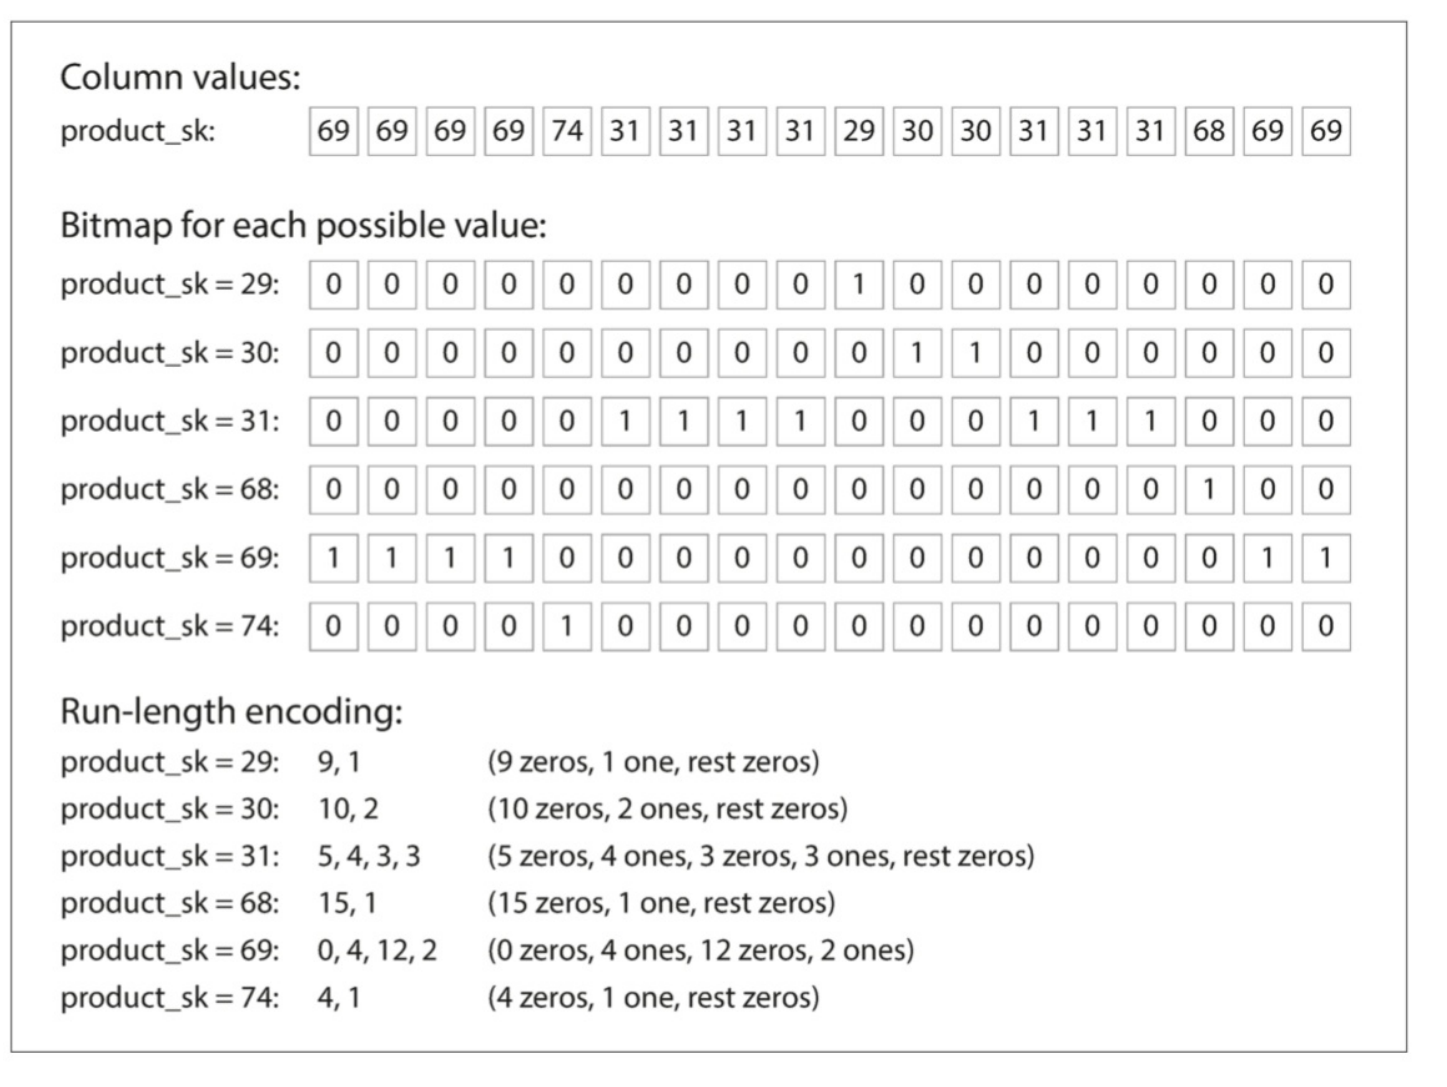 Column values:
product_sk: 69 69 69 69 74 31 31 31 31 29 30 30 31 31 31 68 69 69
Bitmap for each possible value:
product_sk = 29: 0 0 0 0 0 0 0 0 0 1 0 0 0 0 0 0 0 0
product_sk = 30: 0 0 0 0 0 0 0 0 0 0 1 1 0 0 0 0 0 0
product_sk = 31: 0 0 0 0 0 1 1 1 1 0 0 0 1 1 1 0 0 0
product_sk = 68: 0 0 0 0 0 0 0 0 0 0 0 0 0 0 0 1 0 0
product_sk = 69: 1 1 1 1 0 0 0 0 0 0 0 0 0 0 0 0 1 1
product_sk = 74: 0 0 0 0 1 0 0 0 0 0 0 0 0 0 0 0 0 0
Run-length encoding:
product_sk = 29: 9, 1 (9 zeros, 1 one, rest zeros)
product_sk = 30: 10, 2 (10 zeros, 2 ones, rest zeros)
product_sk = 31: 5, 4, 3, 3 (5 zeros, 4 ones, 3 zeros, 3 ones, rest zeros)
product_sk = 68: 15, 1 (15 zeros, 1 one, rest zeros)
product_sk = 69: 0, 4, 12, 2 (0 zeros, 4 ones, 12 zeros, 2 ones)
product_sk = 74: 4, 1 (4 zeros, 1 one, rest zeros)